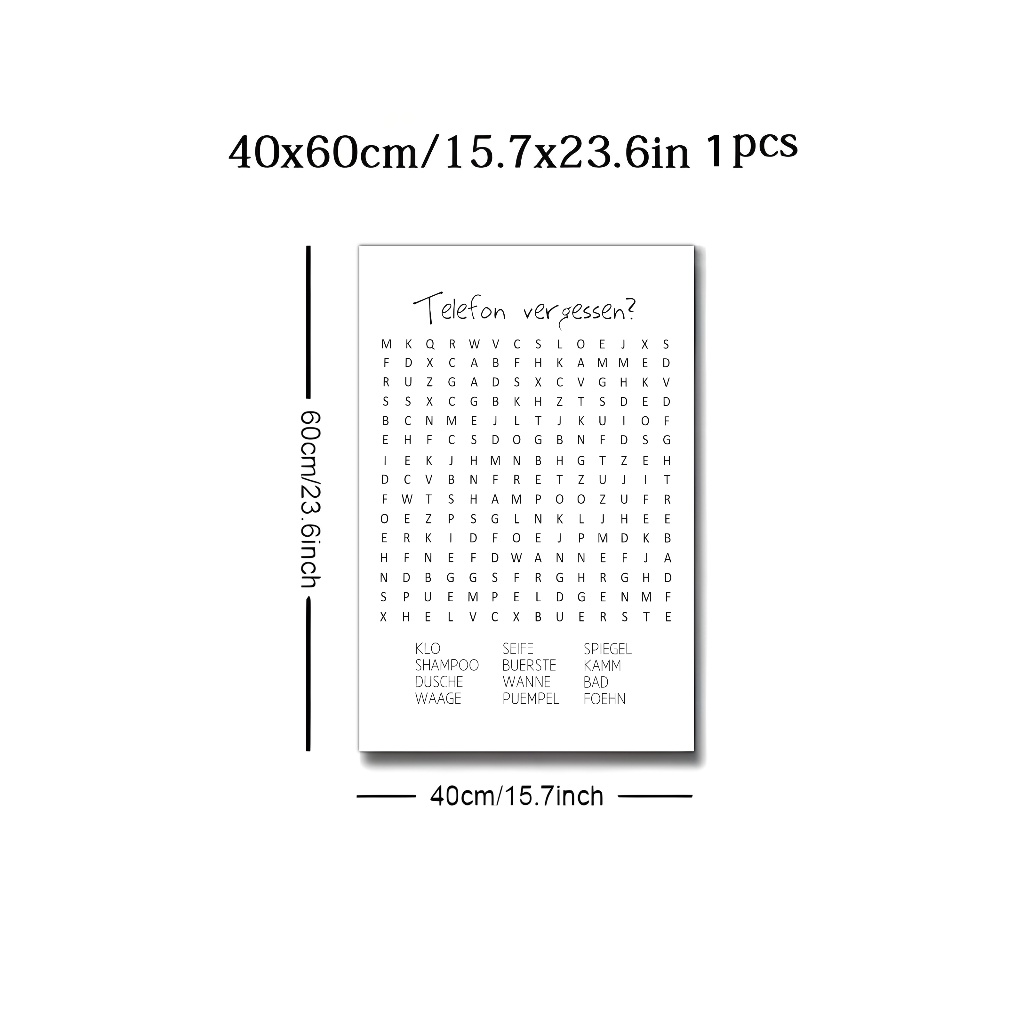 40x60cm/15.7x23.6in 1pcs
Telefon vergessen?
M K Q R W V C S L O E J X S
F D X C A B F H K A M M E D
R U Z G A D S X C V G H K V
S S X C G B K H Z T S D E D
B C N M E J L T J K U I O F
E H F C S D O G B N F D S G
I E K J H M N B H G T Z E H
D C V B N F R E T Z U J I T
F W T S H A M P O O Z U F R
O E Z P S G L N K L J H E E
E R K I D F O E J P M D K B
H F N E F D W A N N E F J A
N D B G G S F R G H R G H D
S P U E M P E L D G E N M F
X H E L V C X B U E R S T E
KLO SEIFE SPIEGEL
SHAMPOO BUERSTE KAMM
DUSCHE WANNE BAD
WAAGE PUEMPEL FOEHN
60cm/23.6inch
40cm/15.7inch